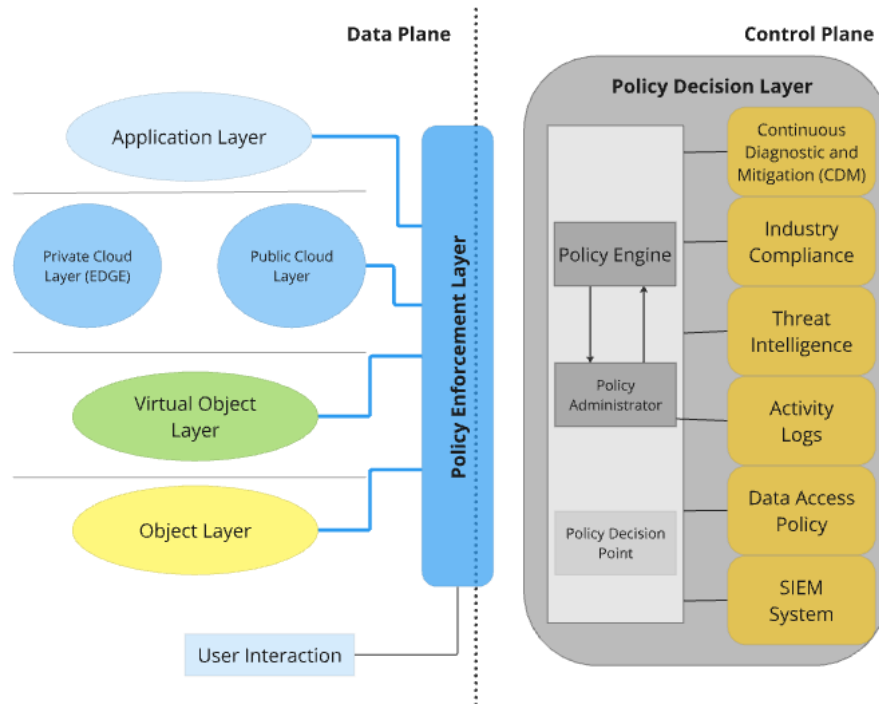 Data Plane
Control Plane
Policy Decision Layer
Application Layer
Private Cloud
Layer (EDGE)
Public Cloud
Layer
Virtual Object
Layer
Object Layer
User Interaction
Policy Enforcement Layer
Policy Engine
Policy
Administrator
Policy Decision
Point
Continuous
Diagnostic and
Mitigation (CDM)
Industry
Compliance
Threat
Intelligence
Activity
Logs
Data Access
Policy
SIEM
System